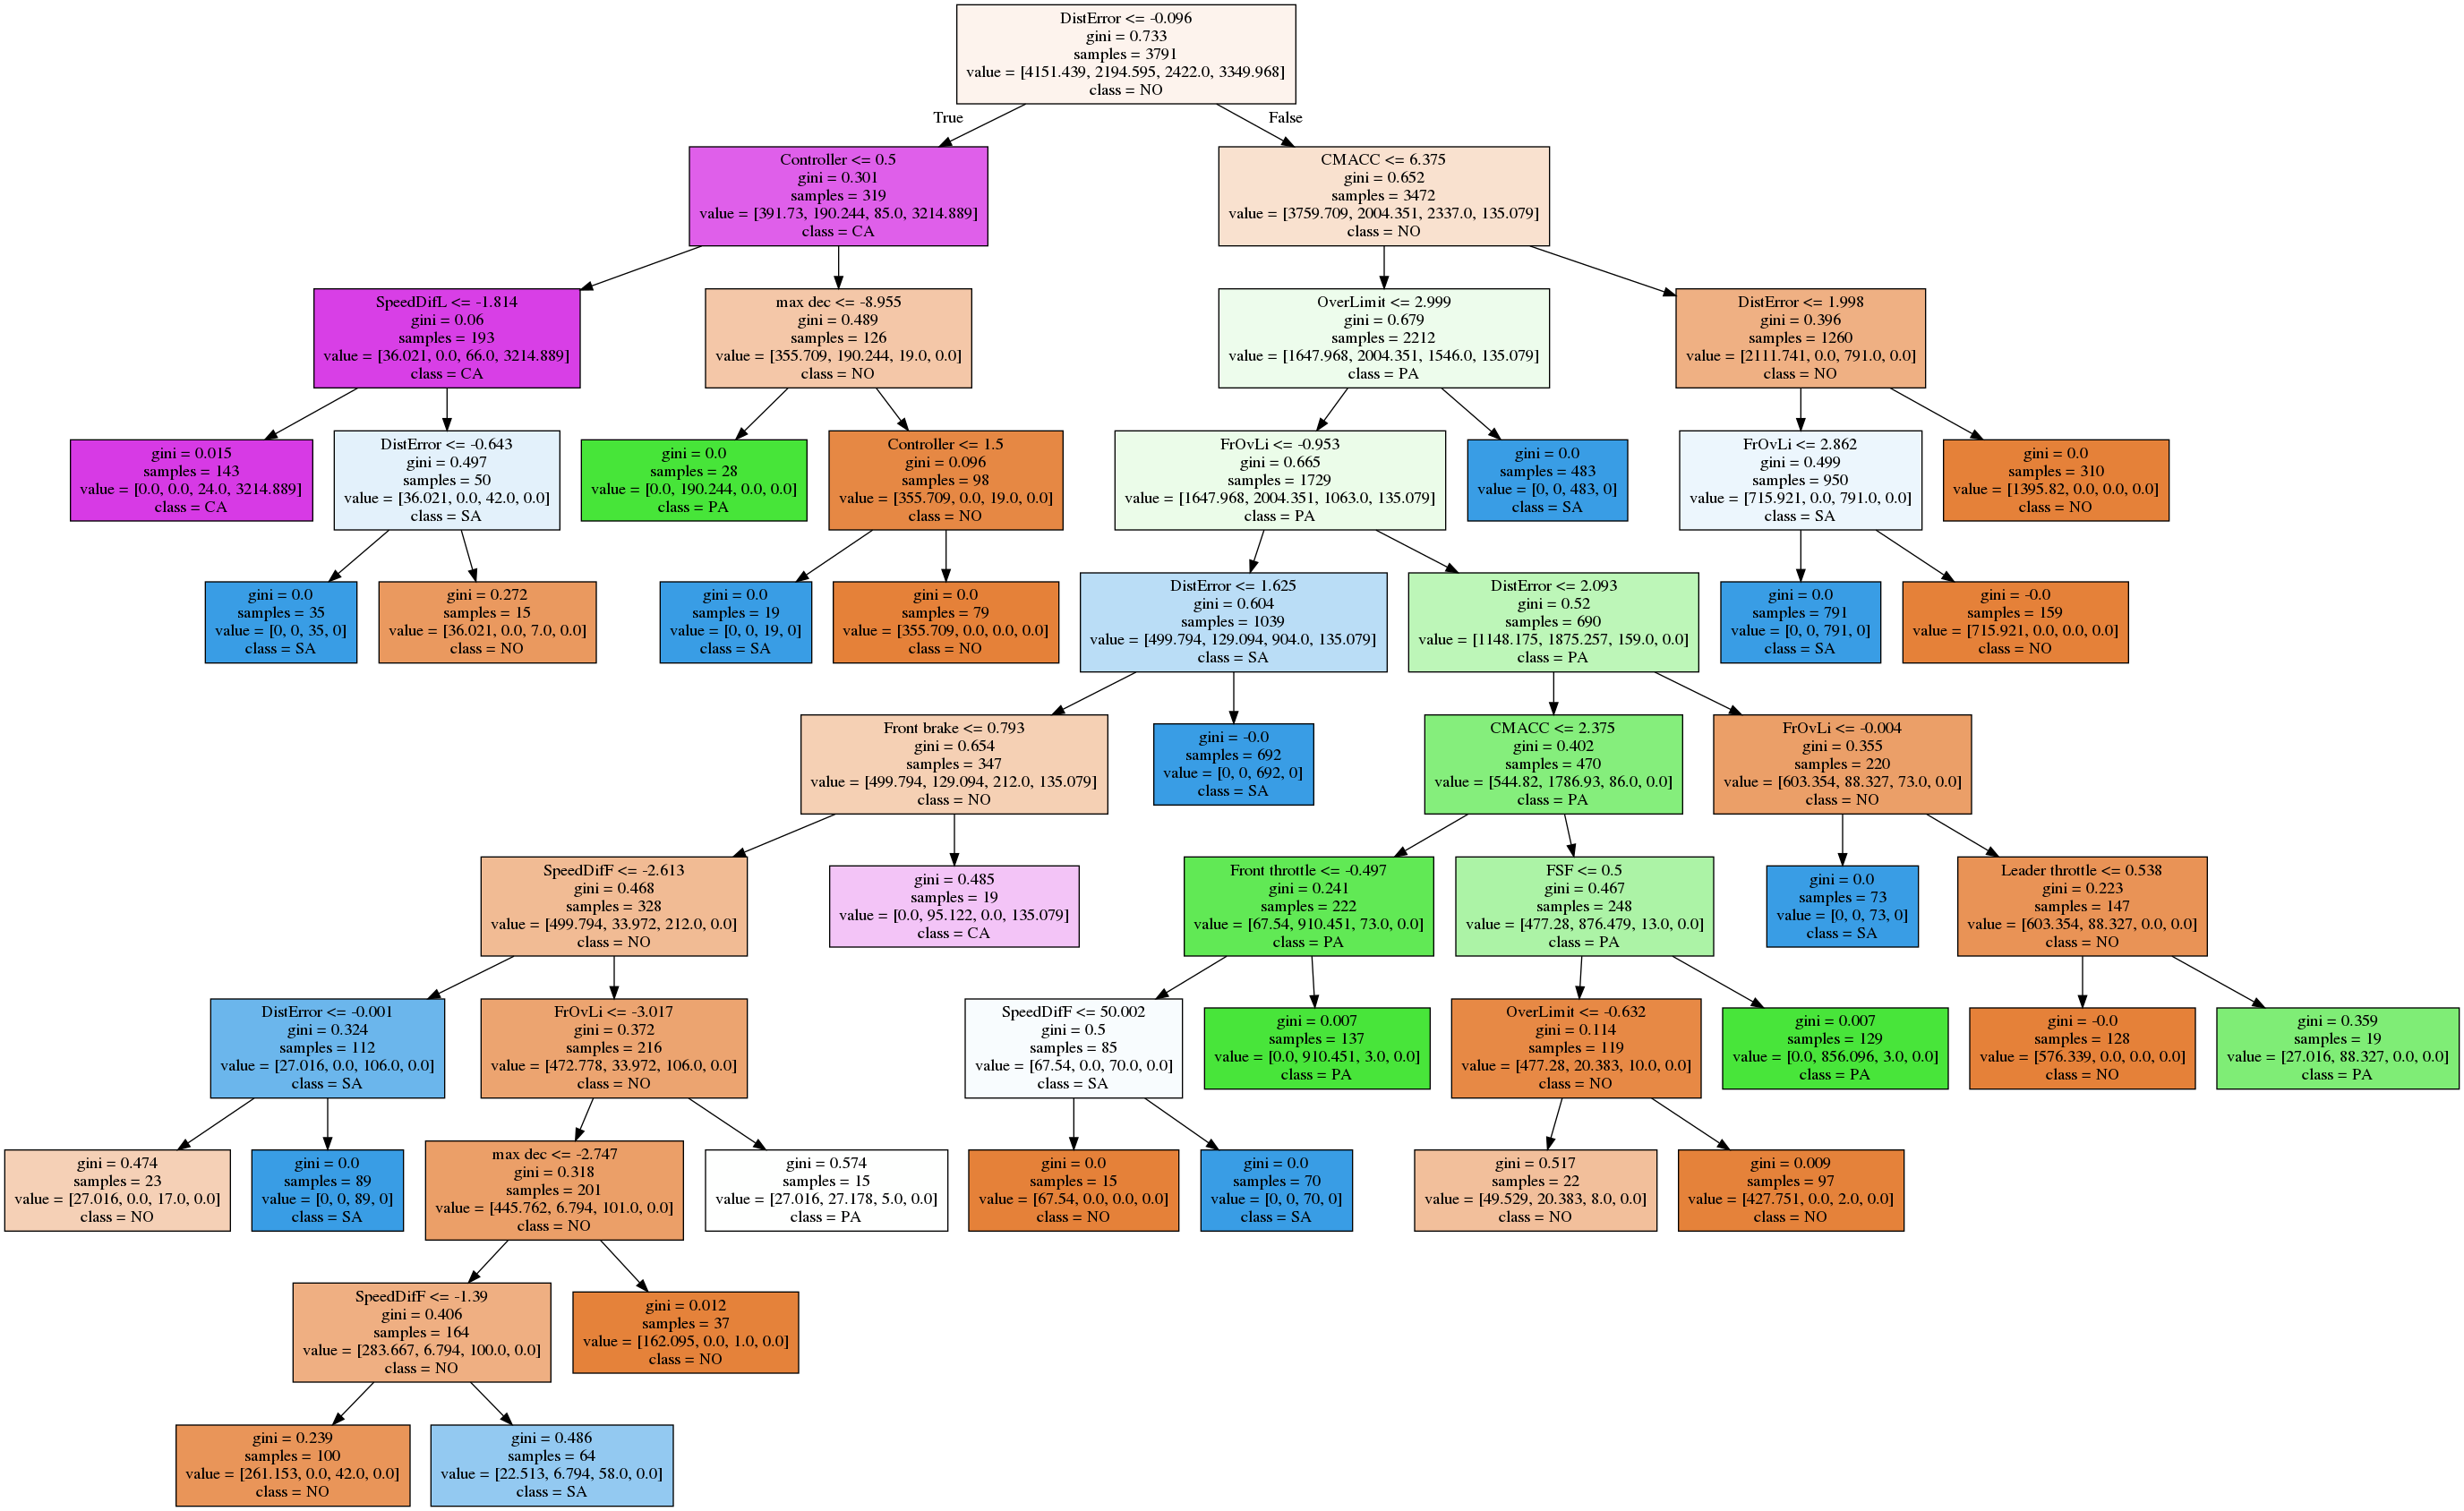 DistError <= -0.096
gini = 0.733
samples = 3791
value = [4151.439, 2194.595, 2422.0, 3349.968]
class = NO
True
False
Controller <= 0.5
gini = 0.301
samples = 319
value = [391.73, 190.244, 85.0, 3214.889]
class = CA
CMACC <= 6.375
gini = 0.652
samples = 3472
value = [3759.709, 2004.351, 2337.0, 135.079]
class = NO
SpeedDifL <= -1.814
gini = 0.06
samples = 193
value = [36.021, 0.0, 66.0, 3214.889]
class = CA
max dec <= -8.955
gini = 0.489
samples = 126
value = [355.709, 190.244, 19.0, 0.0]
class = NO
OverLimit <= 2.999
gini = 0.679
samples = 2212
value = [1647.968, 2004.351, 1546.0, 135.079]
class = PA
DistError <= 1.998
gini = 0.396
samples = 1260
value = [2111.741, 0.0, 791.0, 0.0]
class = NO
gini = 0.015
samples = 143
value = [0.0, 0.0, 24.0, 3214.889]
class = CA
DistError <= -0.643
gini = 0.497
samples = 50
value = [36.021, 0.0, 42.0, 0.0]
class = SA
gini = 0.0
samples = 28
value = [0.0, 190.244, 0.0, 0.0]
class = PA
Controller <= 1.5
gini = 0.096
samples = 98
value = [355.709, 0.0, 19.0, 0.0]
class = NO
FrOvLi <= -0.953
gini = 0.665
samples = 1729
value = [1647.968, 2004.351, 1063.0, 135.079]
class = PA
gini = 0.0
samples = 483
value = [0, 0, 483, 0]
class = SA
FrOvLi <= 2.862
gini = 0.499
samples = 950
value = [715.921, 0.0, 791.0, 0.0]
class = SA
gini = 0.0
samples = 310
value = [1395.82, 0.0, 0.0, 0.0]
class = NO
gini = 0.0
samples = 35
value = [0, 0, 35, 0]
class = SA
gini = 0.272
samples = 15
value = [36.021, 0.0, 7.0, 0.0]
class = NO
gini = 0.0
samples = 19
value = [0, 0, 19, 0]
class = SA
gini = 0.0
samples = 79
value = [355.709, 0.0, 0.0, 0.0]
class = NO
DistError <= 1.625
gini = 0.604
samples = 1039
value = [499.794, 129.094, 904.0, 135.079]
class = SA
DistError <= 2.093
gini = 0.52
samples = 690
value = [1148.175, 1875.257, 159.0, 0.0]
class = PA
gini = 0.0
samples = 791
value = [0, 0, 791, 0]
class = SA
gini = -0.0
samples = 159
value = [715.921, 0.0, 0.0, 0.0]
class = NO
Front brake <= 0.793
gini = 0.654
samples = 347
value = [499.794, 129.094, 212.0, 135.079]
class = NO
gini = -0.0
samples = 692
value = [0, 0, 692, 0]
class = SA
CMACC <= 2.375
gini = 0.402
samples = 470
value = [544.82, 1786.93, 86.0, 0.0]
class = PA
FrOvLi <= -0.004
gini = 0.355
samples = 220
value = [603.354, 88.327, 73.0, 0.0]
class = NO
SpeedDifF <= -2.613
gini = 0.468
samples = 328
value = [499.794, 33.972, 212.0, 0.0]
class = NO
gini = 0.485
samples = 19
value = [0.0, 95.122, 0.0, 135.079]
class = CA
Front throttle <= -0.497
gini = 0.241
samples = 222
value = [67.54, 910.451, 73.0, 0.0]
class = PA
FSF <= 0.5
gini = 0.467
samples = 248
value = [477.28, 876.479, 13.0, 0.0]
class = PA
gini = 0.0
samples = 73
value = [0, 0, 73, 0]
class = SA
Leader throttle <= 0.538
gini = 0.223
samples = 147
value = [603.354, 88.327, 0.0, 0.0]
class = NO
DistError <= -0.001
gini = 0.324
samples = 112
value = [27.016, 0.0, 106.0, 0.0]
class = SA
FrOvLi <= -3.017
gini = 0.372
samples = 216
value = [472.778, 33.972, 106.0, 0.0]
class = NO
SpeedDifF <= 50.002
gini = 0.5
samples = 85
value = [67.54, 0.0, 70.0, 0.0]
class = SA
gini = 0.007
samples = 137
value = [0.0, 910.451, 3.0, 0.0]
class = PA
OverLimit <= -0.632
gini = 0.114
samples = 119
value = [477.28, 20.383, 10.0, 0.0]
class = NO
gini = 0.007
samples = 129
value = [0.0, 856.096, 3.0, 0.0]
class = PA
gini = -0.0
samples = 128
value = [576.339, 0.0, 0.0, 0.0]
class = NO
gini = 0.359
samples = 19
value = [27.016, 88.327, 0.0, 0.0]
class = PA
gini = 0.474
samples = 23
value = [27.016, 0.0, 17.0, 0.0]
class = NO
gini = 0.0
samples = 89
value = [0, 0, 89, 0]
class = SA
max dec <= -2.747
gini = 0.318
samples = 201
value = [445.762, 6.794, 101.0, 0.0]
class = NO
gini = 0.574
samples = 15
value = [27.016, 27.178, 5.0, 0.0]
class = PA
gini = 0.0
samples = 15
value = [67.54, 0.0, 0.0, 0.0]
class = NO
gini = 0.0
samples = 70
value = [0, 0, 70, 0]
class = SA
gini = 0.517
samples = 22
value = [49.529, 20.383, 8.0, 0.0]
class = NO
gini = 0.009
samples = 97
value = [427.751, 0.0, 2.0, 0.0]
class = NO
SpeedDifF <= -1.39
gini = 0.406
samples = 164
value = [283.667, 6.794, 100.0, 0.0]
class = NO
gini = 0.012
samples = 37
value = [162.095, 0.0, 1.0, 0.0]
class = NO
gini = 0.239
samples = 100
value = [261.153, 0.0, 42.0, 0.0]
class = NO
gini = 0.486
samples = 64
value = [22.513, 6.794, 58.0, 0.0]
class = SA